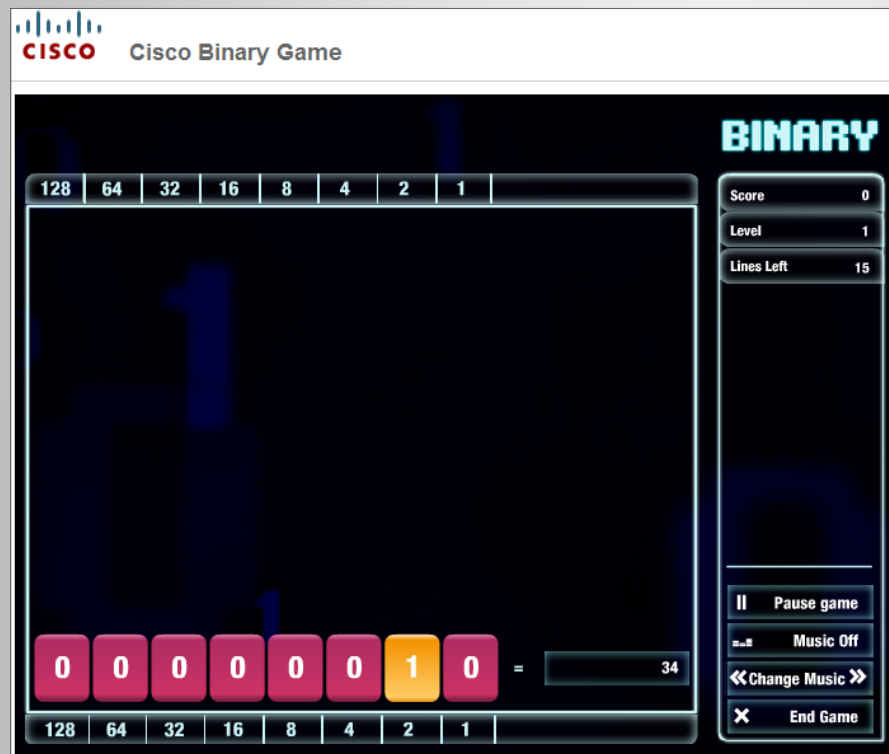 CISCO Cisco Binary Game
BINARY
128 64 32 16 8 4 2 1
Score 0
Level 1
Lines Left 15
Pause game
Music Off
Change Music
End Game
0 0 0 0 0 0 1 0 = 34
128 64 32 16 8 4 2 1